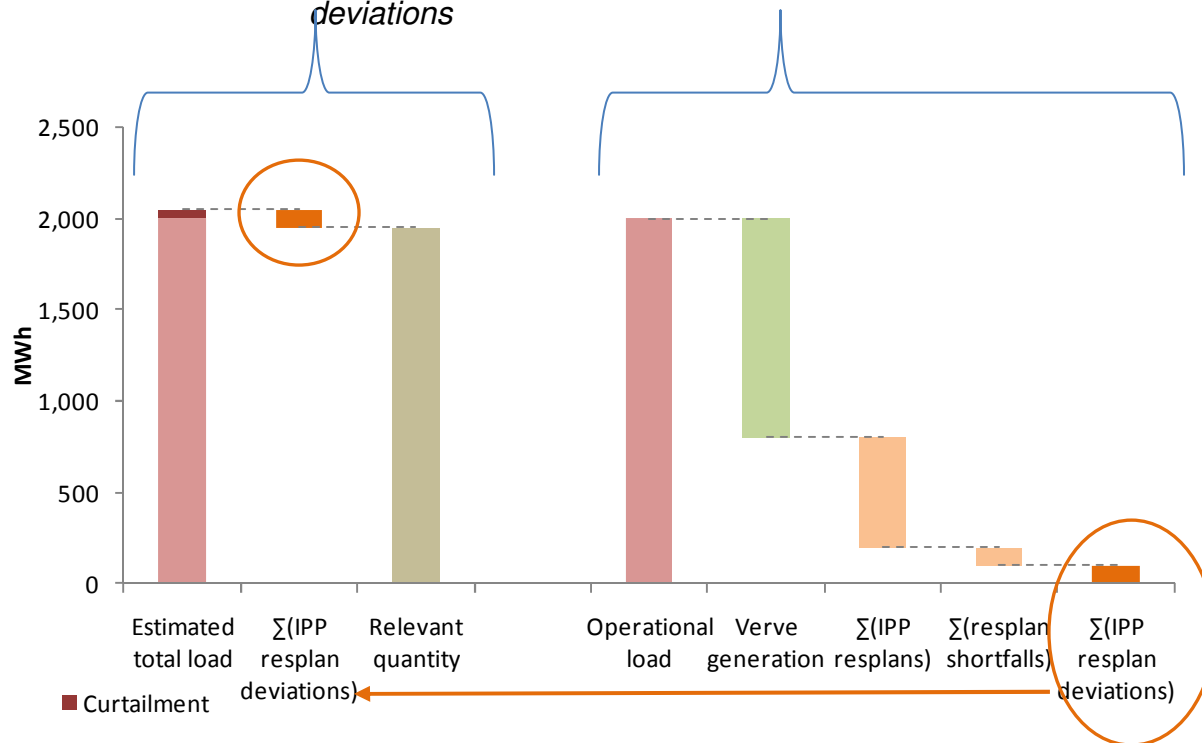 deviations
2,500
2,000
1,500
1,000
500
0
MWh
Estimated
total load
∑(IPP
resplan
deviations)
Relevant
quantity
Operational
load
Verve
generation
∑(IPP
resplans)
∑(resplan
shortfalls)
∑(IPP
resplan
deviations)
Curtailment